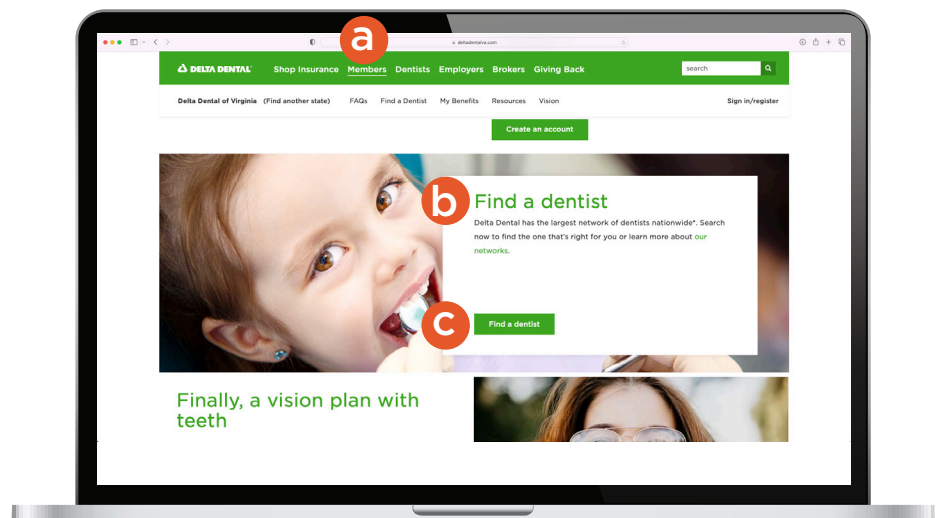 a
deltadentalva.com
DELTA DENTAL® Shop Insurance Members Dentists Employers Brokers Giving Back search
Delta Dental of Virginia (Find another state) FAQs Find a Dentist My Benefits Resources Vision Sign in/register
Create an account
b
Find a dentist
Delta Dental has the largest network of dentists nationwide*. Search
now to find the one that's right for you or learn more about our
networks.
c
Find a dentist
Finally, a vision plan with
teeth